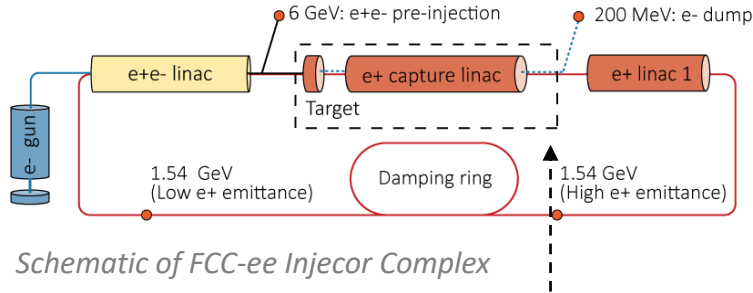 6 GeV: e+e- pre-injection
200 MeV: e- dump
e+e- linac
e+ capture linac
e+ linac 1
Target
e- gun
1.54 GeV
(Low e+ emittance)
Damping ring
1.54 GeV
(High e+ emittance)
Schematic of FCC-ee Injecor Complex